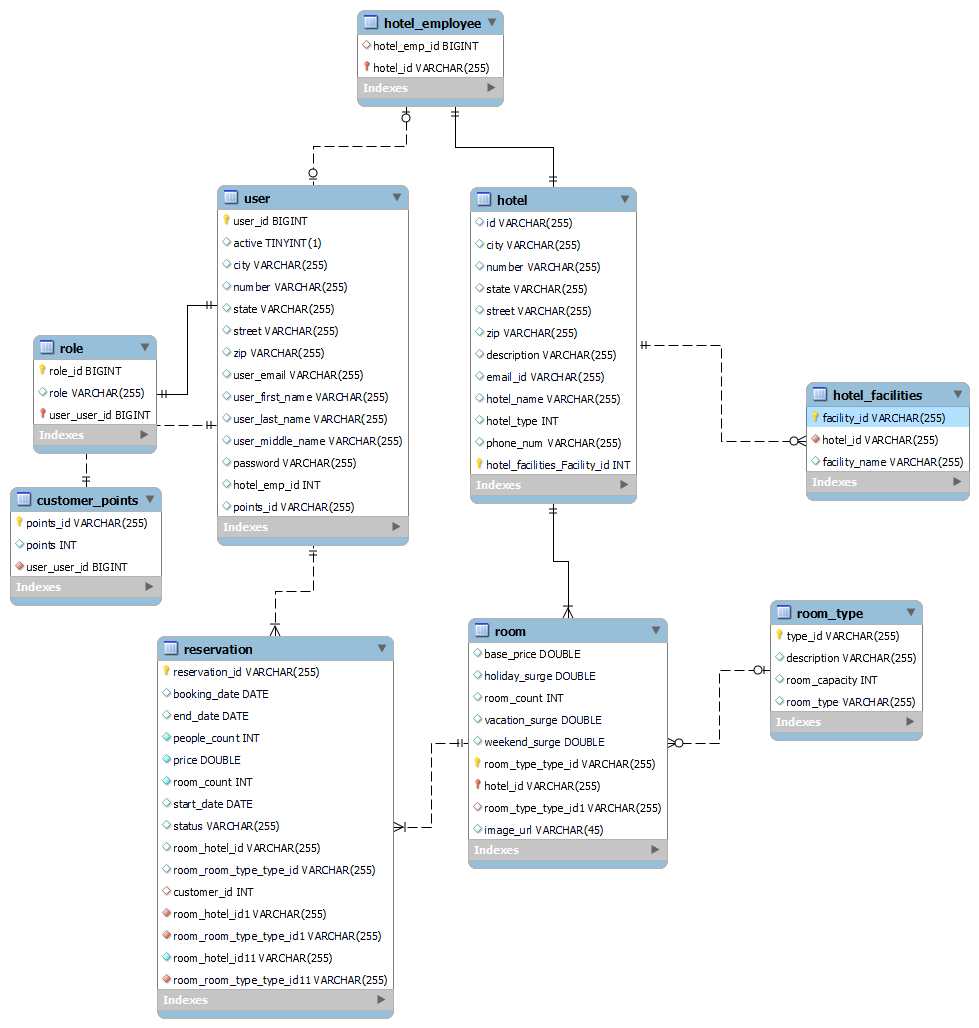 hotel_employee
hotel_emp_id BIGINT
hotel_id VARCHAR(255)
Indexes
user
user_id BIGINT
active TINYINT(1)
city VARCHAR(255)
number VARCHAR(255)
state VARCHAR(255)
street VARCHAR(255)
zip VARCHAR(255)
user_email VARCHAR(255)
user_first_name VARCHAR(255)
user_last_name VARCHAR(255)
user_middle_name VARCHAR(255)
password VARCHAR(255)
hotel_emp_id INT
points_id VARCHAR(255)
Indexes
hotel
id VARCHAR(255)
city VARCHAR(255)
number VARCHAR(255)
state VARCHAR(255)
street VARCHAR(255)
zip VARCHAR(255)
description VARCHAR(255)
email_id VARCHAR(255)
hotel_name VARCHAR(255)
hotel_type INT
phone_num VARCHAR(255)
hotel_facilities_Facility_id INT
Indexes
role
role_id BIGINT
role VARCHAR(255)
user_user_id BIGINT
Indexes
hotel_facilities
facility_id VARCHAR(255)
hotel_id VARCHAR(255)
facility_name VARCHAR(255)
Indexes
customer_points
points_id VARCHAR(255)
points INT
user_user_id BIGINT
Indexes
reservation
reservation_id VARCHAR(255)
booking_date DATE
end_date DATE
people_count INT
price DOUBLE
room_count INT
start_date DATE
status VARCHAR(255)
room_hotel_id VARCHAR(255)
room_room_type_type_id VARCHAR(255)
customer_id INT
room_hotel_id1 VARCHAR(255)
room_room_type_type_id1 VARCHAR(255)
room_hotel_id11 VARCHAR(255)
room_room_type_type_id11 VARCHAR(255)
Indexes
room
base_price DOUBLE
holiday_surge DOUBLE
room_count INT
vacation_surge DOUBLE
weekend_surge DOUBLE
room_type_type_id VARCHAR(255)
hotel_id VARCHAR(255)
room_type_type_id1 VARCHAR(255)
image_url VARCHAR(45)
Indexes
room_type
type_id VARCHAR(255)
description VARCHAR(255)
room_capacity INT
room_type VARCHAR(255)
Indexes